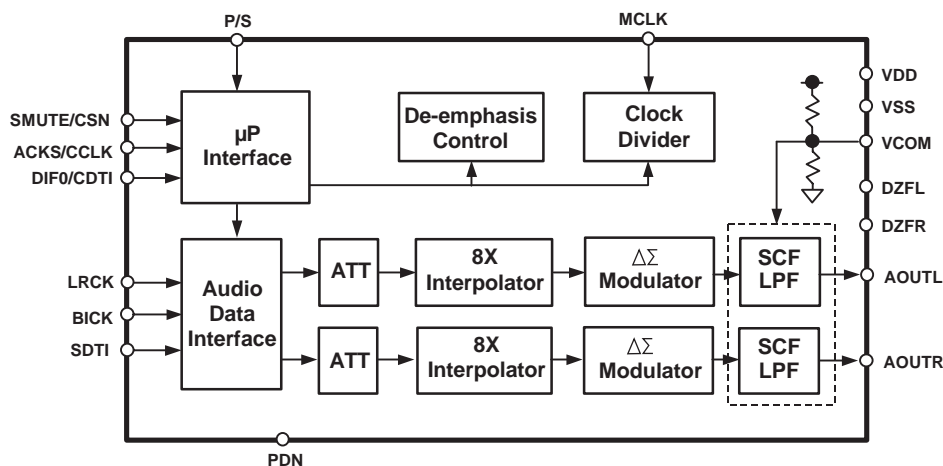 P/S
MCLK
SMUTE/CSN
ACKS/CCLK
DIF0/CDTI
µP
Interface
De-emphasis
Control
Clock
Divider
VDD
VSS
VCOM
DZFL
DZFR
LRCK
BICK
SDTI
Audio
Data
Interface
ATT
8X
Interpolator
ΔΣ
Modulator
SCF
LPF
AOUTL
ATT
8X
Interpolator
ΔΣ
Modulator
SCF
LPF
AOUTR
PDN